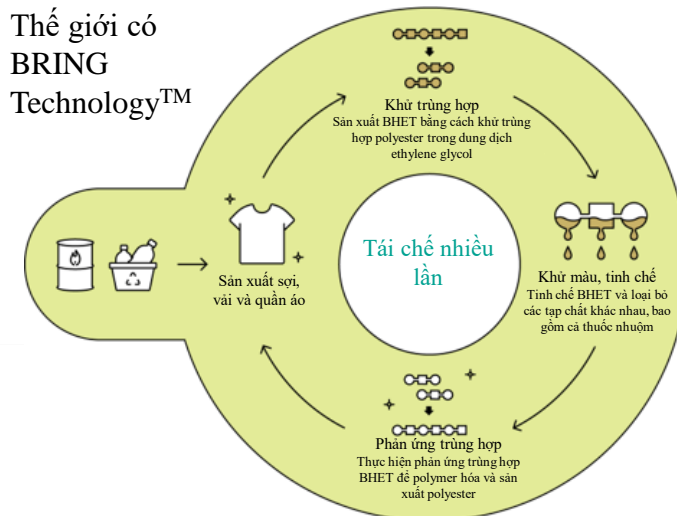 Thế giới có
BRING
Technology™
Khử trùng hợp
Sản xuất BHET bằng cách khử trùng
hợp polyester trong dung dịch
ethylene glycol
Tái chế nhiều
lần
Sản xuất sợi,
vải và quần áo
Khử màu, tinh chế
Tinh chế BHET và loại bỏ
các tạp chất khác nhau, bao
gồm cả thuốc nhuộm
Phản ứng trùng hợp
Thực hiện phản ứng trùng hợp
BHET để polymer hóa và sản
xuất polyester